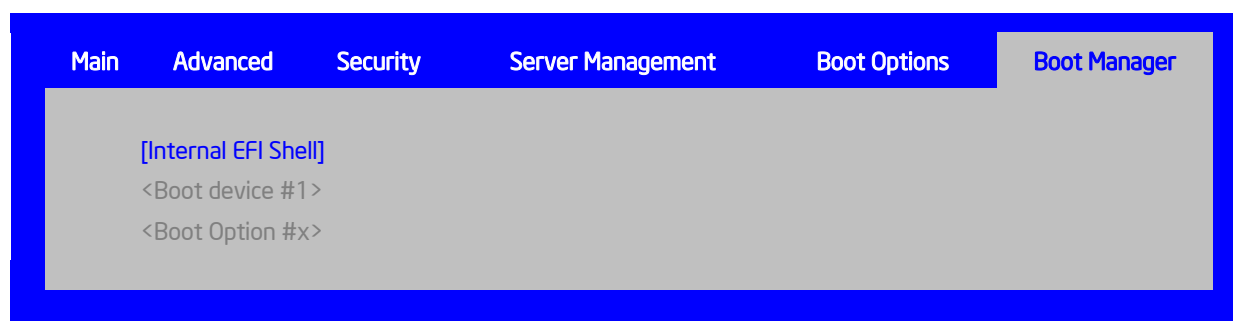 Main Advanced Security Server Management Boot Options Boot Manager
[Internal EFI Shell]
<Boot device #1>
<Boot Option #x>